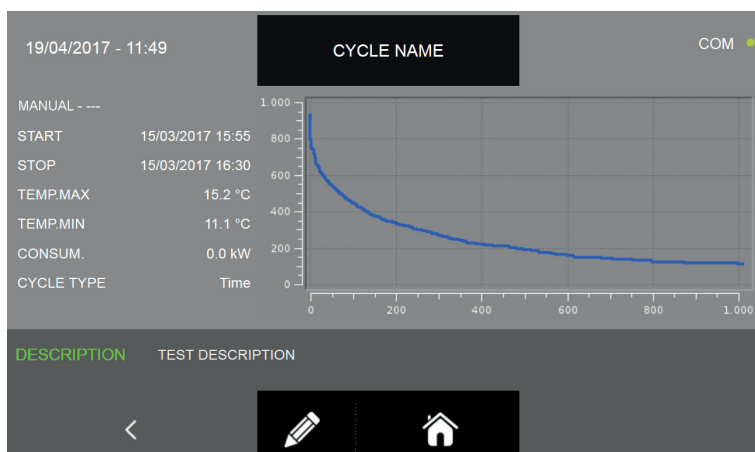 19/04/2017 - 11:49
CYCLE NAME
COM
MANUAL - ---
START 15/03/2017 15:55
STOP 15/03/2017 16:30
TEMP.MAX 15.2 °C
TEMP.MIN 11.1 °C
CONSUM. 0.0 kW
CYCLE TYPE Time
1.000
800
600
400
200
0
0 200 400 600 800 1.000
DESCRIPTION TEST DESCRIPTION